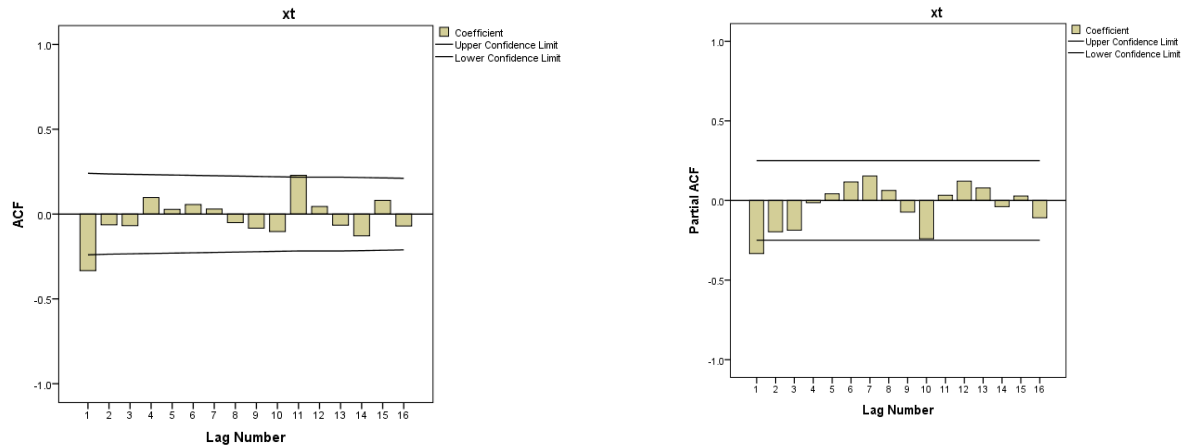 xt
Coefficient
Upper Confidence Limit
Lower Confidence Limit
1.0
0.5
0.0
-0.5
-1.0
ACF
1 2 3 4 5 6 7 8 9 10 11 12 13 14 15 16
Lag Number
xt
Coefficient
Upper Confidence Limit
Lower Confidence Limit
1.0
0.5
0.0
-0.5
-1.0
Partial ACF
1 2 3 4 5 6 7 8 9 10 11 12 13 14 15 16
Lag Number